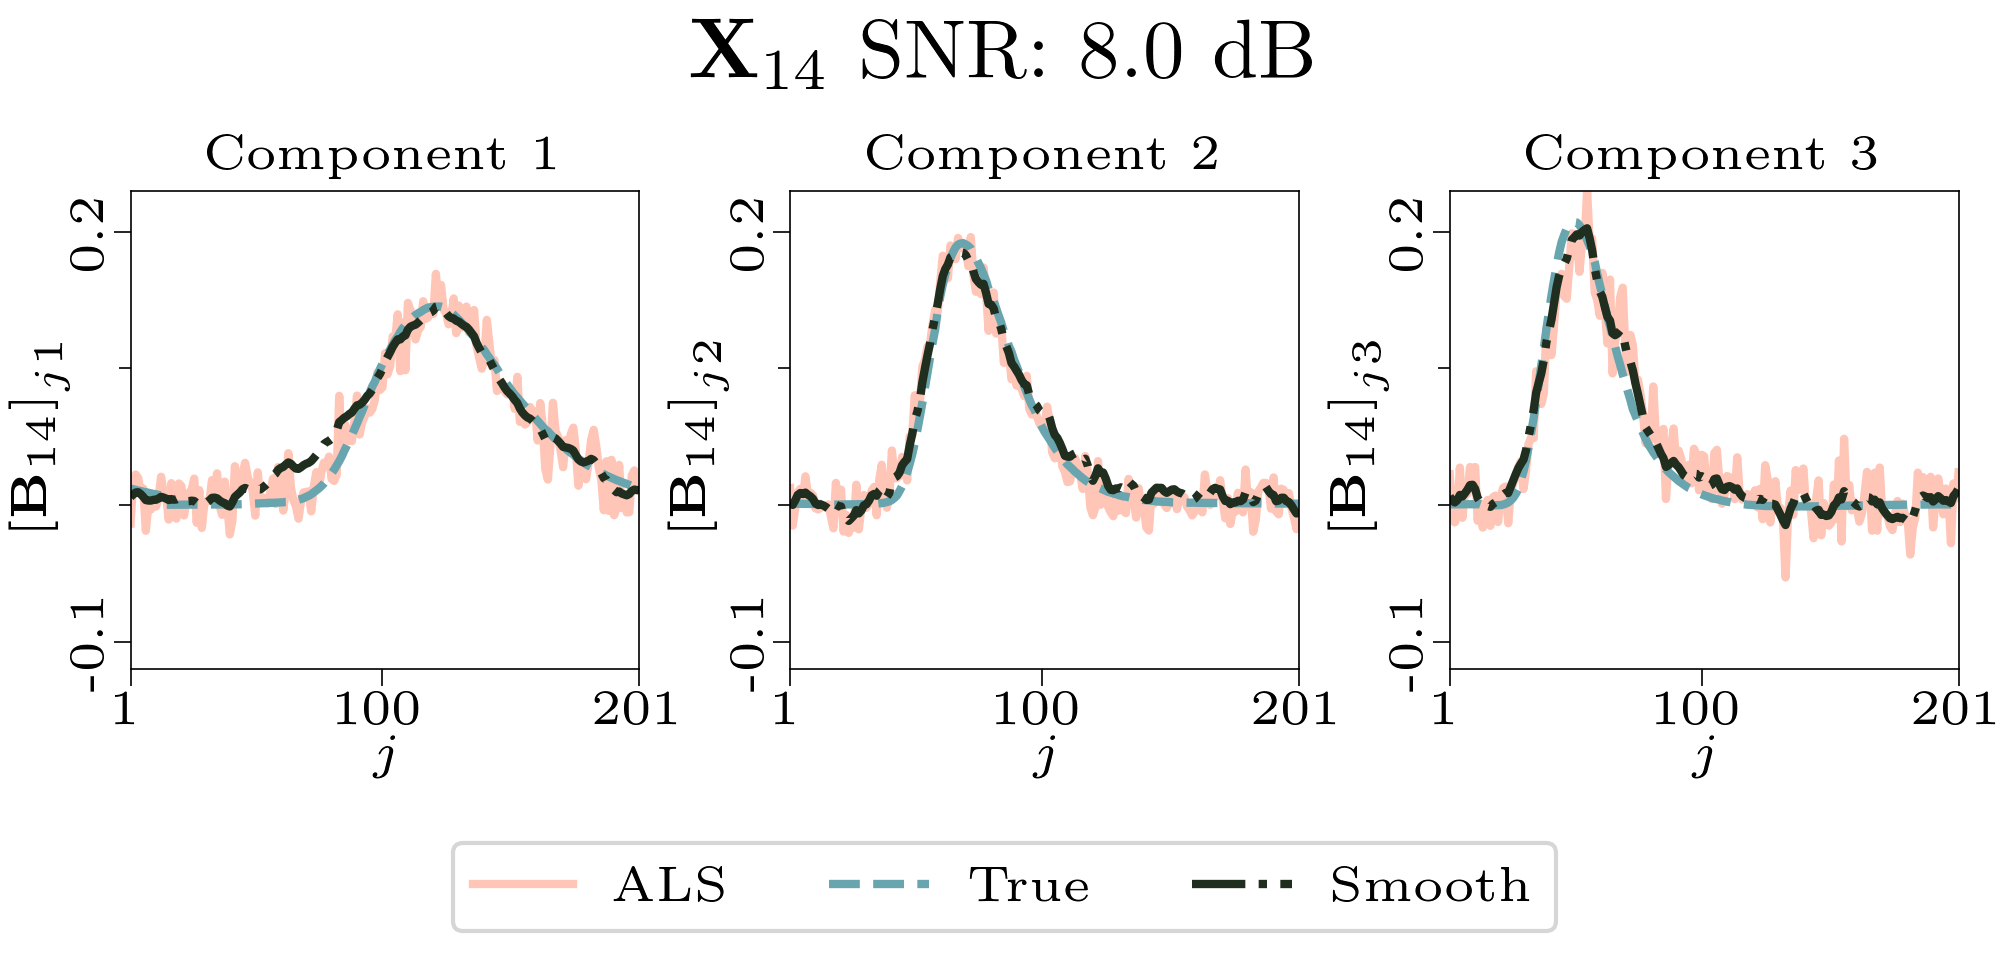 X₁₄ SNR: 8.0 dB
Component 1
Component 2
Component 3
[B₁₄]ⱼ₁
0.2
-0.1
1 100 201
j
[B₁₄]ⱼ₂
0.2
-0.1
1 100 201
j
[B₁₄]ⱼ₃
0.2
-0.1
1 100 201
j
ALS True Smooth